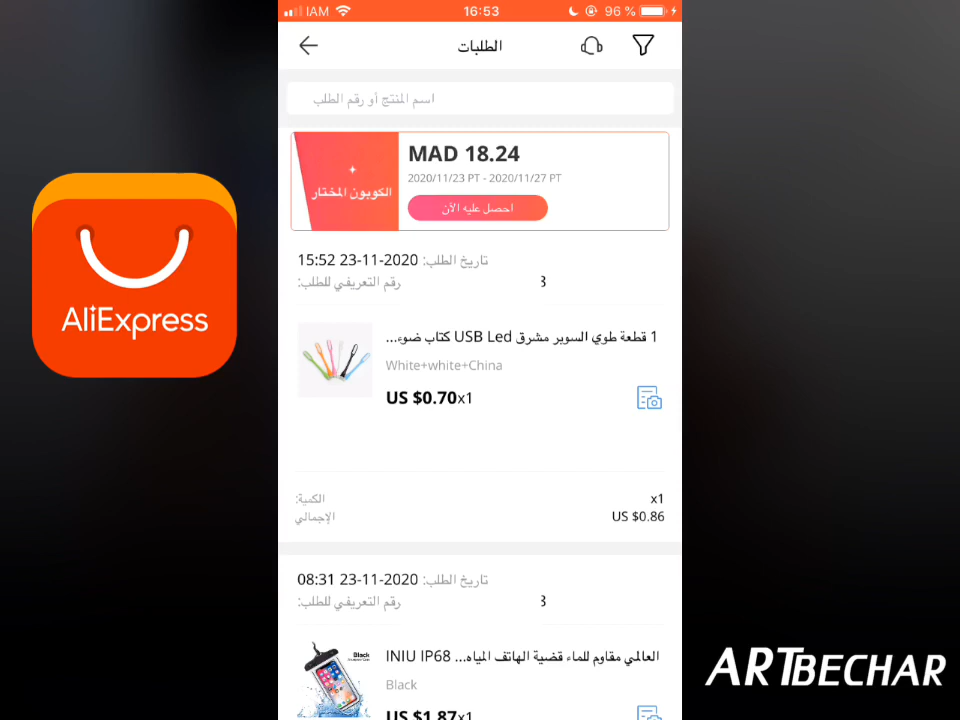 IAM 16:53 96 %
الطلبات
اسم المنتج أو رقم الطلب
الكوبون المختار
MAD 18.24
2020/11/23 PT - 2020/11/27 PT
احصل عليه الآن
تاريخ الطلب: 23-11-2020 15:52
رقم التعريفي للطلب: 3
1 قطعة طوي السوبر مشرق USB Led كتاب ضوء...
White+white+China
US $0.70x1
الكمية: x1
الإجمالي US $0.86
تاريخ الطلب: 23-11-2020 08:31
رقم التعريفي للطلب: 3
INIU IP68 العالمي مقاوم للماء قضية الهاتف المياه...
Black
Black
US $1.87x1
AliExpress
ARTBECHAR